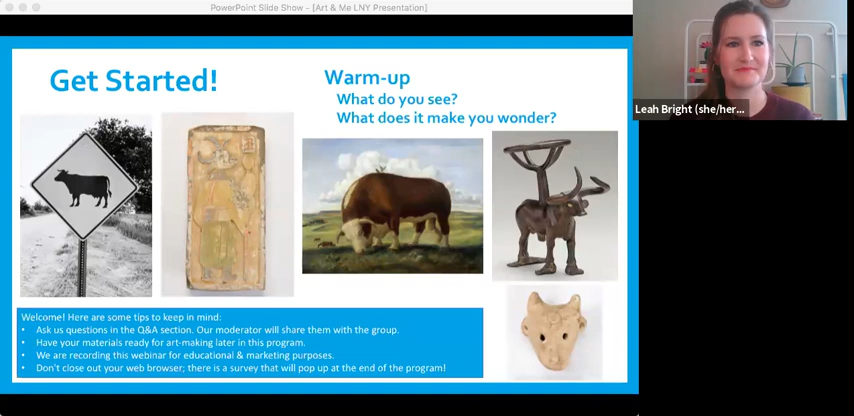 PowerPoint Slide Show - [Art & Me LNY Presentation]
Get Started!
Warm-up
What do you see?
What does it make you wonder?
Leah Bright (she/her...
Welcome! Here are some tips to keep in mind:
• Ask us questions in the Q&A section. Our moderator will share them with the group.
• Have your materials ready for art-making later in this program.
• We are recording this webinar for educational & marketing purposes.
• Don't close out your web browser; there is a survey that will pop up at the end of the program!